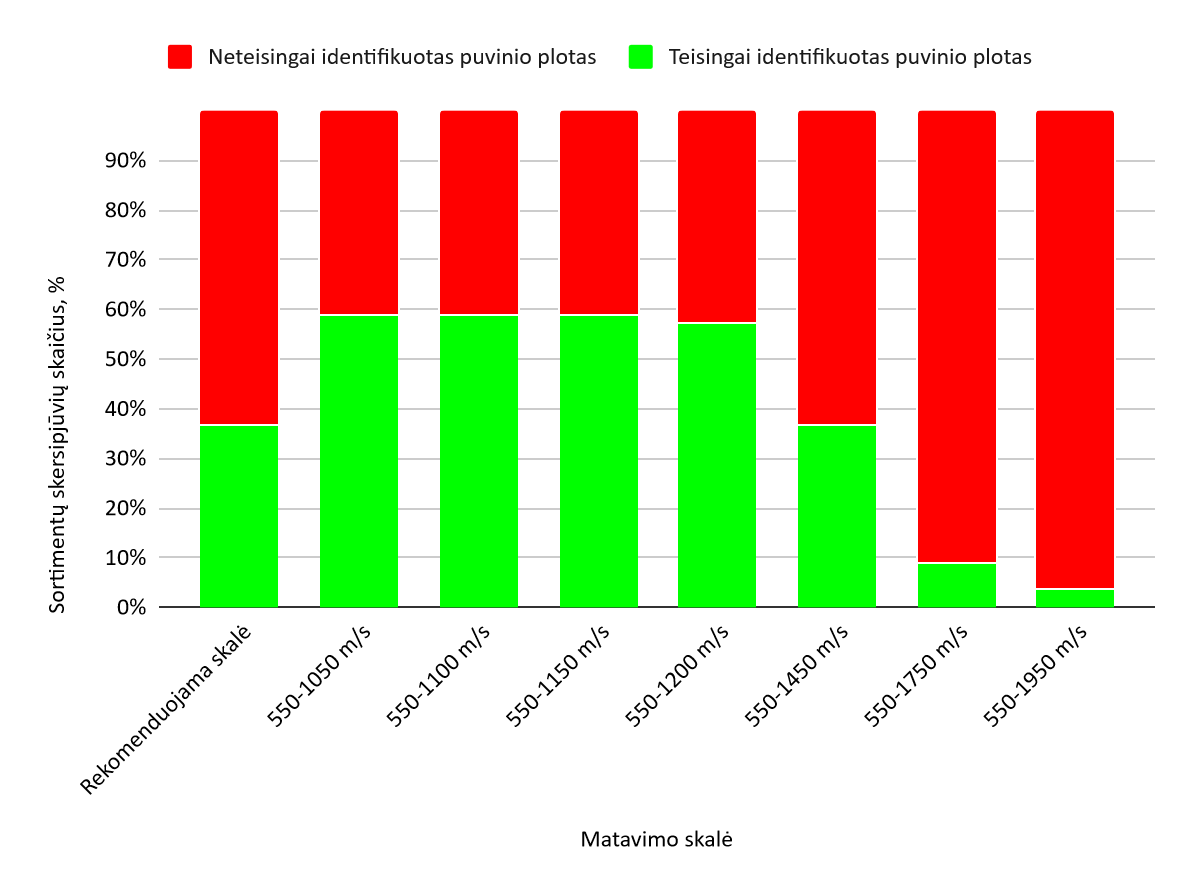 Neteisingai identifikuotas puvinio plotas
Teisingai identifikuotas puvinio plotas
Sortimentų skersipjūvių skaičius, %
90%
80%
70%
60%
50%
40%
30%
20%
10%
0%
Rekomenduojama skalė
550-1050 m/s
550-1100 m/s
550-1150 m/s
550-1200 m/s
550-1450 m/s
550-1750 m/s
550-1950 m/s
Matavimo skalė